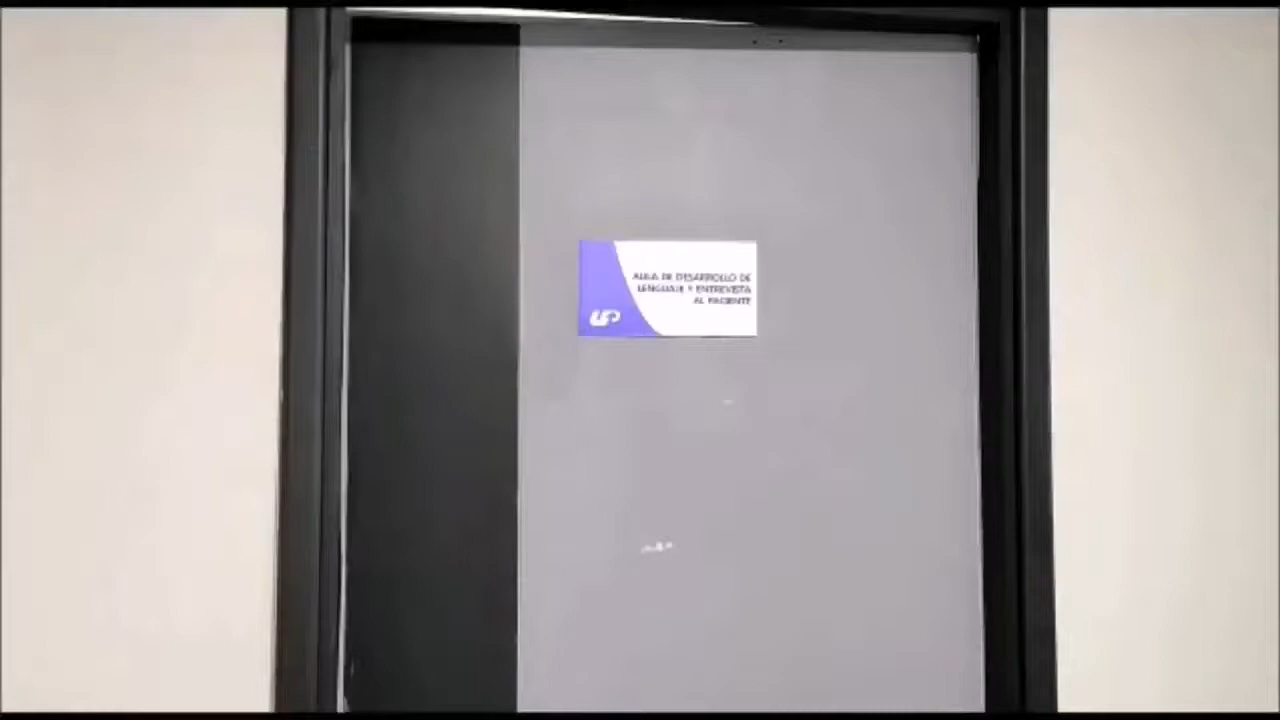 AULA DE DESARROLLO DE
LENGUAJE Y ENTREVISTA
AL PACIENTE